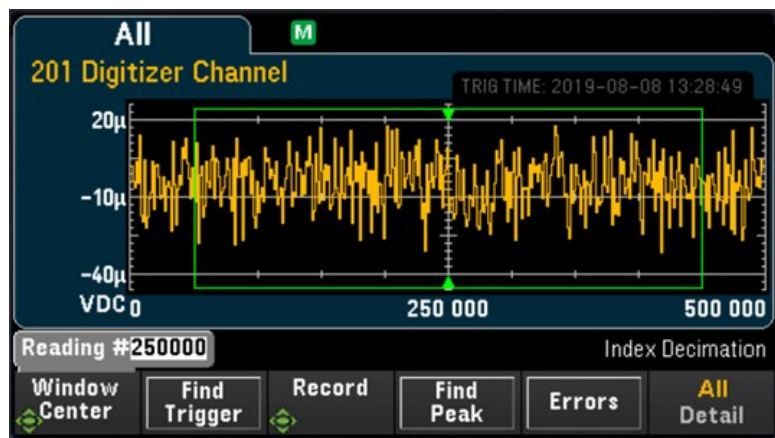 All
M
201 Digitizer Channel
TRIG TIME: 2019-08-08 13:28:49
20µ
-10µ
-40µ
VDC 0 250 000 500 000
Reading #250000
Index Decimation
Window Center
Find Trigger
Record
Find Peak
Errors
All Detail